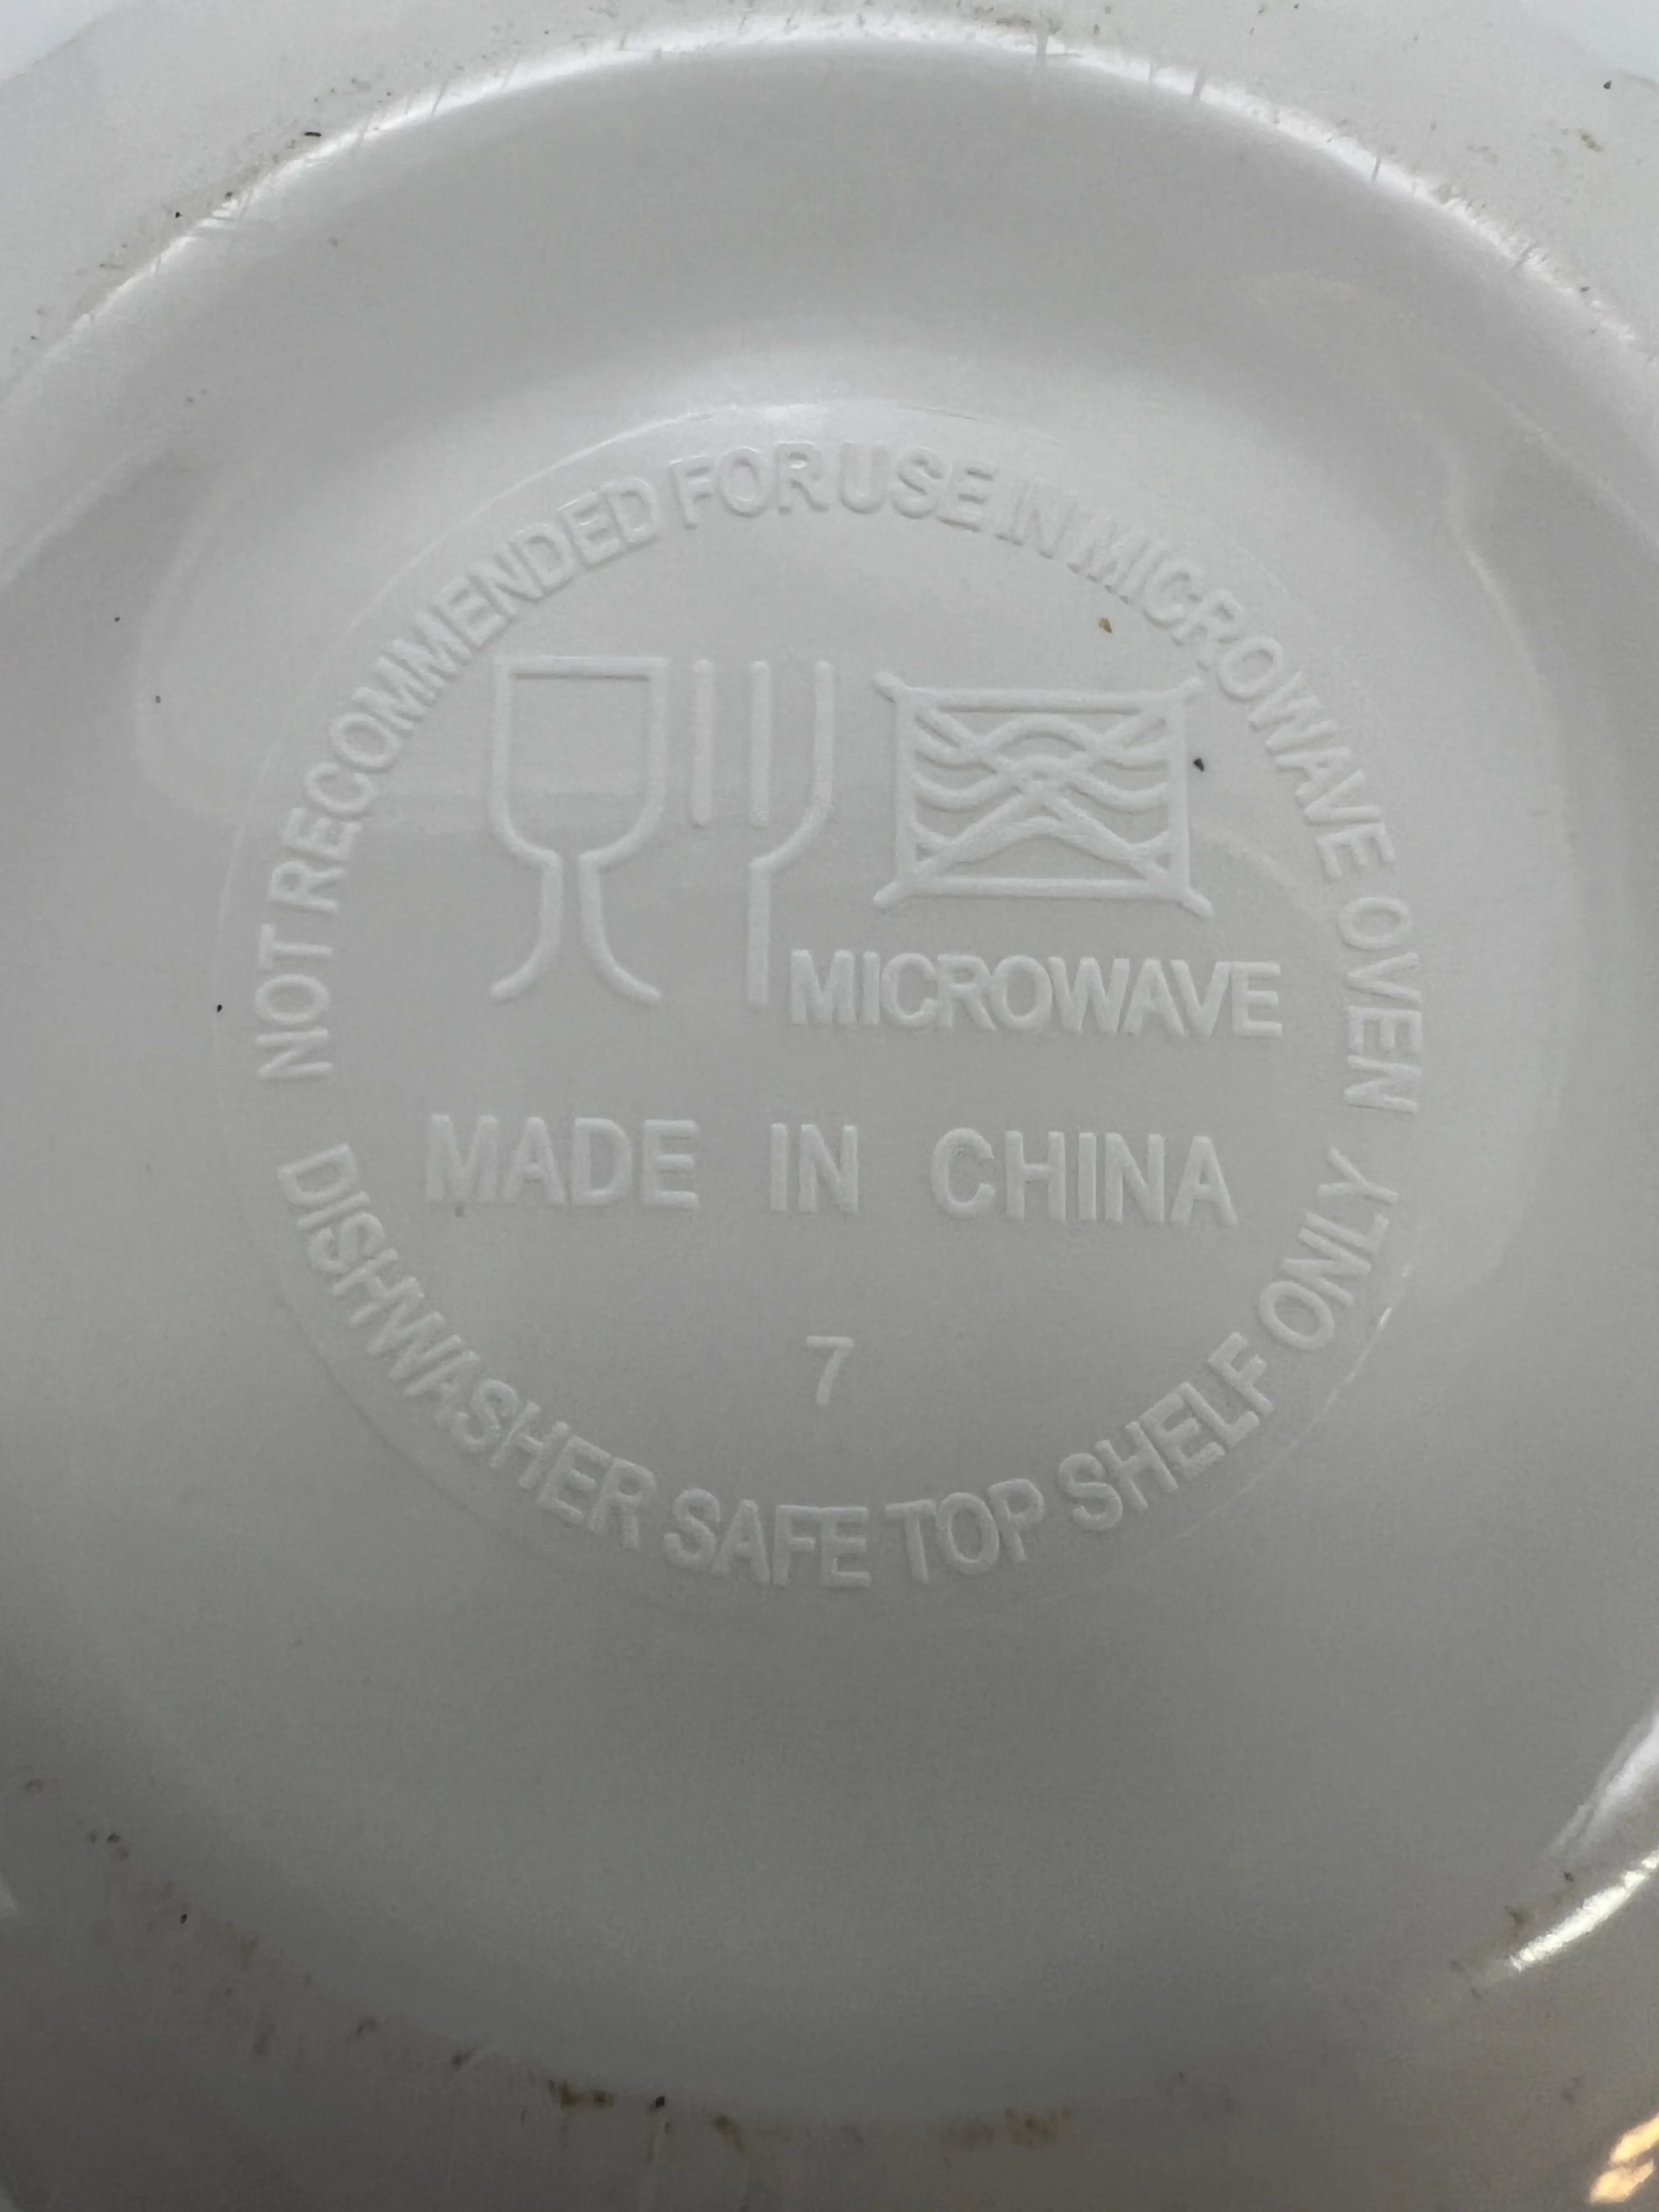 NOT RECOMMENDED FOR USE IN MICROWAVE OVEN
MICROWAVE
MADE IN CHINA
7
DISHWASHER SAFE TOP SHELF ONLY